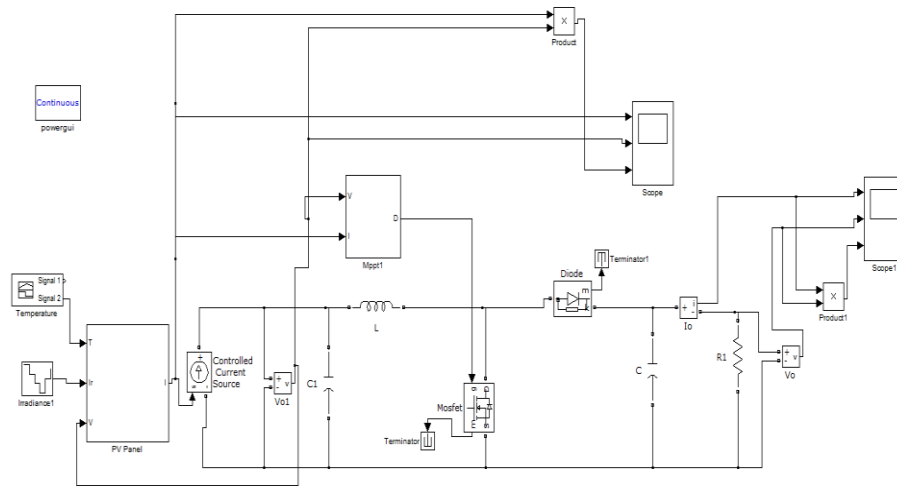 X
Product
Continuous
powergui
Scope
V
D
I
Mppt1
Signal 1
Signal 2
Temperature
Diode
m
k
Terminator1
i
+
-
Io
Scope1
X
Product1
T
Ir
V
I
PV Panel
Irradiance1
+
-
s
Controlled
Current
Source
+
-
v
Vo1
C1
L
g
D
Mosfet
E
S
Terminator
C
R1
+
-
v
Vo